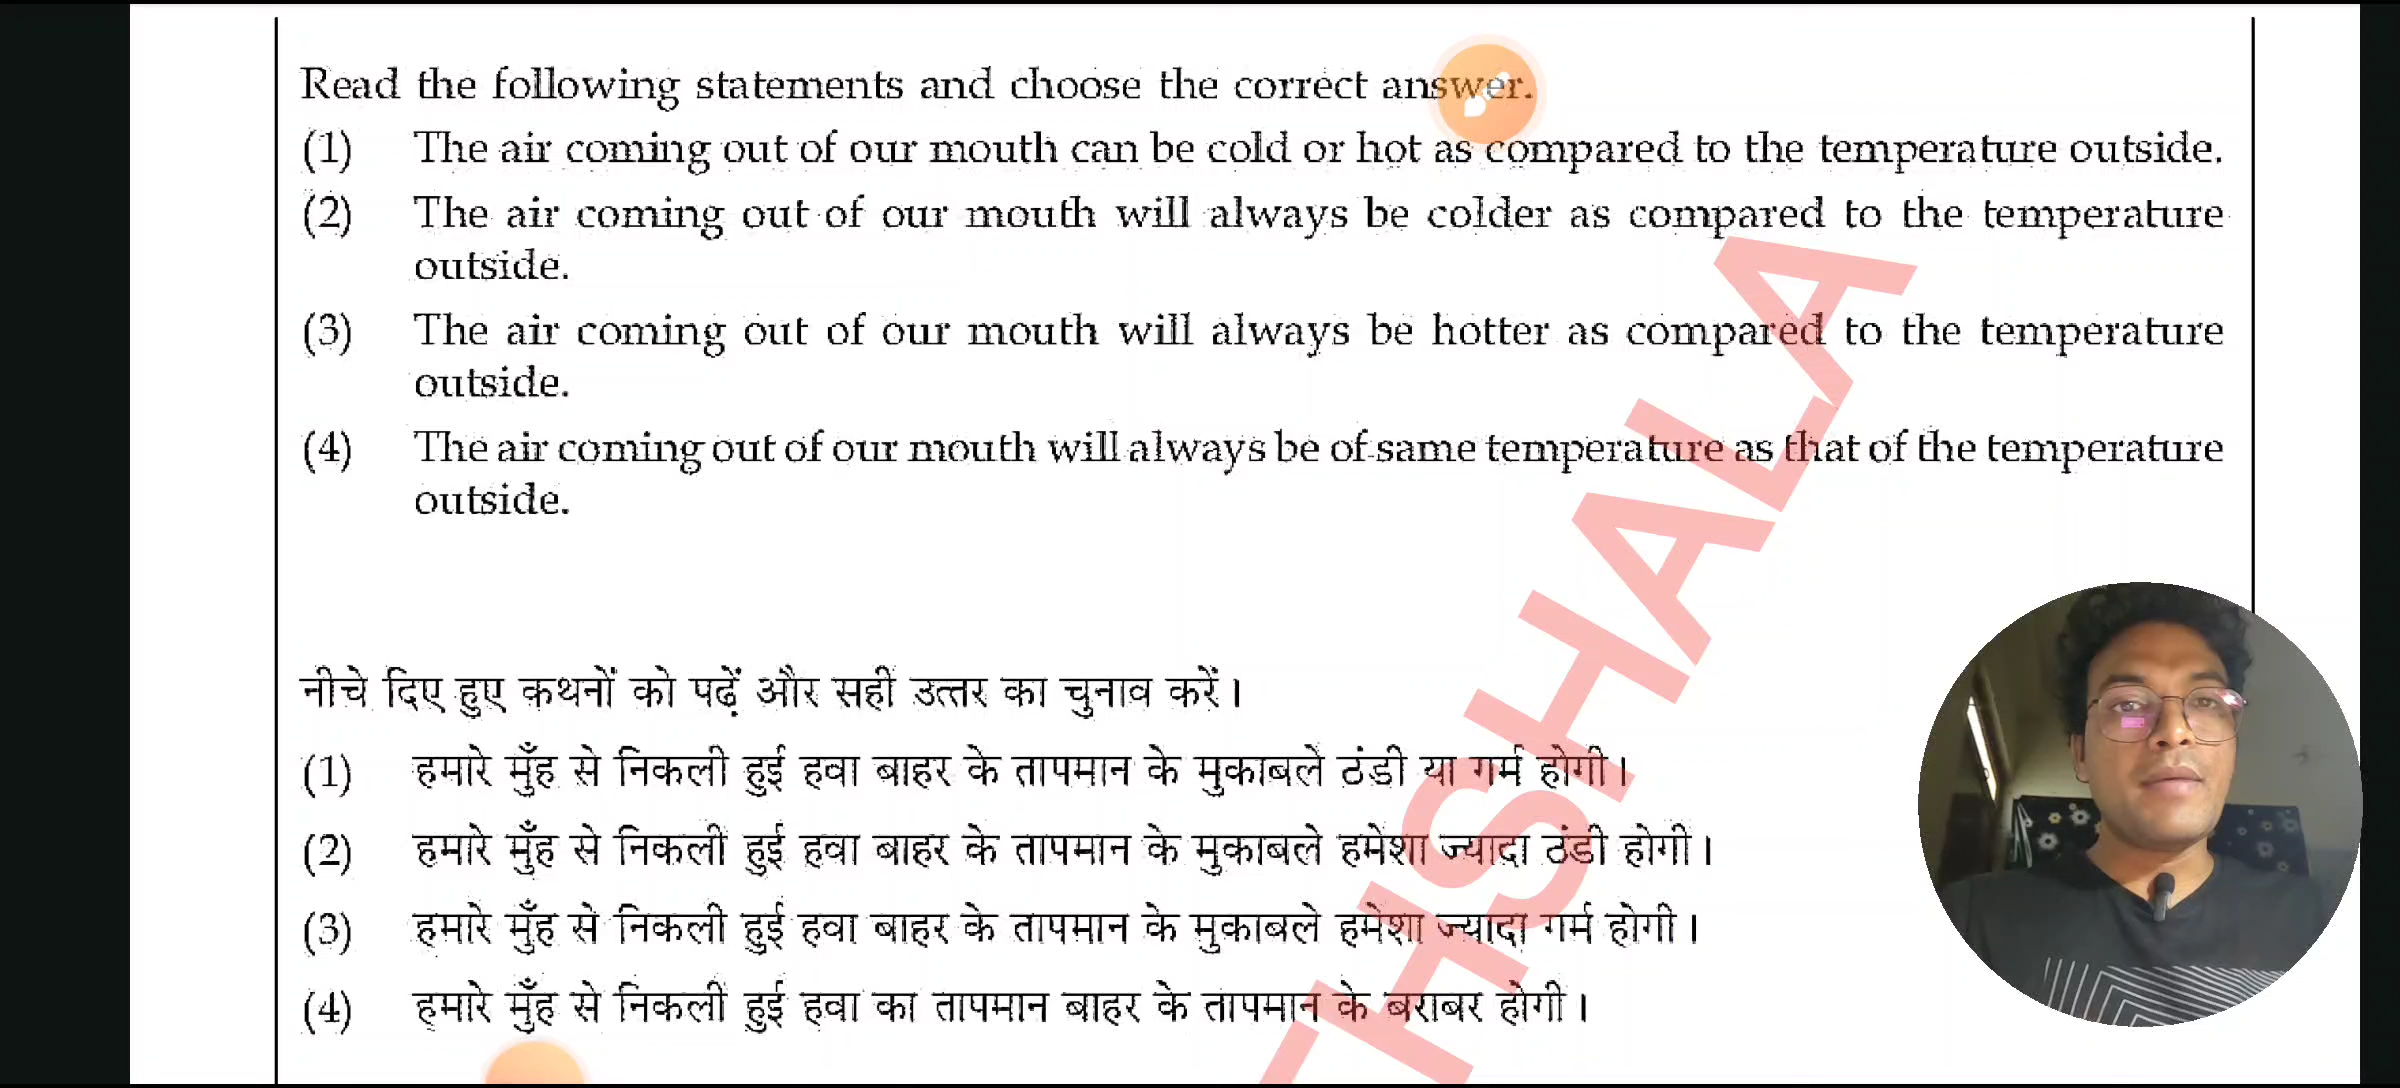 Read the following statements and choose the correct answer.
(1) The air coming out of our mouth can be cold or hot as compared to the temperature outside.
(2) The air coming out of our mouth will always be colder as compared to the temperature
outside.
(3) The air coming out of our mouth will always be hotter as compared to the temperature
outside.
(4) The air coming out of our mouth will always be of same temperature as that of the temperature
outside.
नीचे दिए हुए कथनों को पढ़ें और सही उत्तर का चुनाव करें।
(1) हमारे मुँह से निकली हुई हवा बाहर के तापमान के मुकाबले ठंडी या गर्म होगी।
(2) हमारे मुँह से निकली हुई हवा बाहर के तापमान के मुकाबले हमेशा ज्यादा ठंडी होगी।
(3) हमारे मुँह से निकली हुई हवा बाहर के तापमान के मुकाबले हमेशा ज्यादा गर्म होगी।
(4) हमारे मुँह से निकली हुई हवा का तापमान बाहर के तापमान के बराबर होगी।